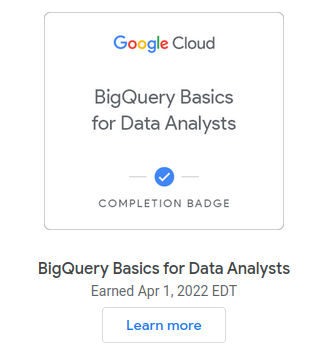 Google Cloud
BigQuery Basics
for Data Analysts
COMPLETION BADGE
BigQuery Basics for Data Analysts
Earned Apr 1, 2022 EDT
Learn more